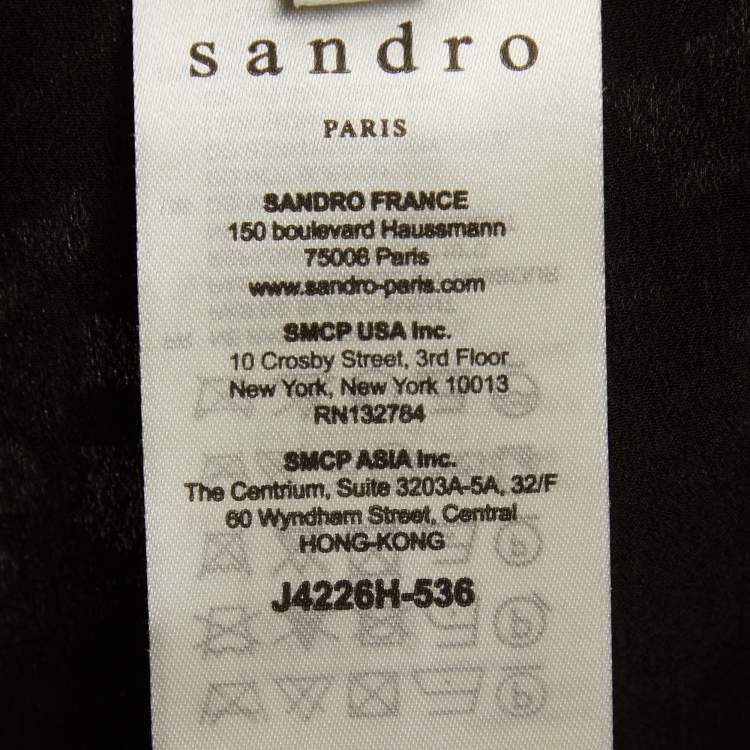 sandro
PARIS
SANDRO FRANCE
150 boulevard Haussmann
75008 Paris
www.sandro-paris.com
SMCP USA Inc.
10 Crosby Street, 3rd Floor
New York, New York 10013
RN132784
SMCP ASIA Inc.
The Centrium, Suite 3203A-5A, 32/F
60 Wyndham Street, Central
HONG-KONG
J4226H-536